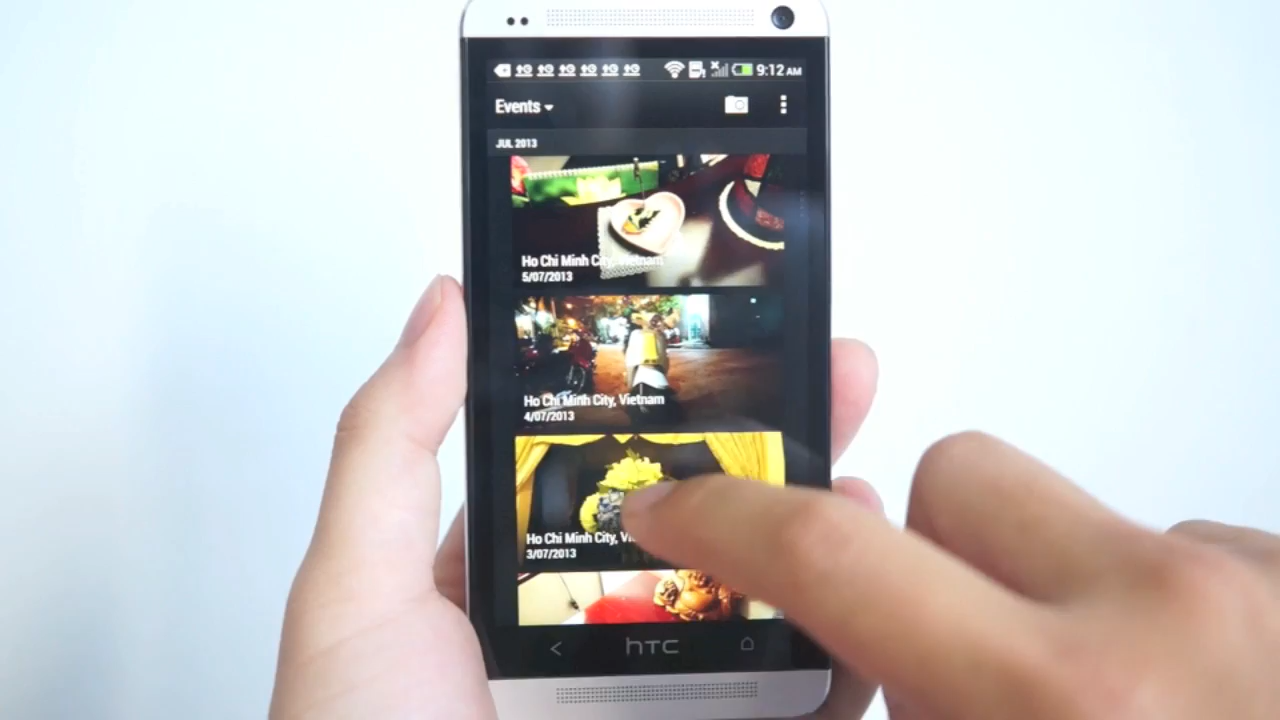 9:12 AM
Events
JUL 2013
Ho Chi Minh City, Vietnam
5/07/2013
Ho Chi Minh City, Vietnam
4/07/2013
Ho Chi Minh City,
3/07/2013
hTC